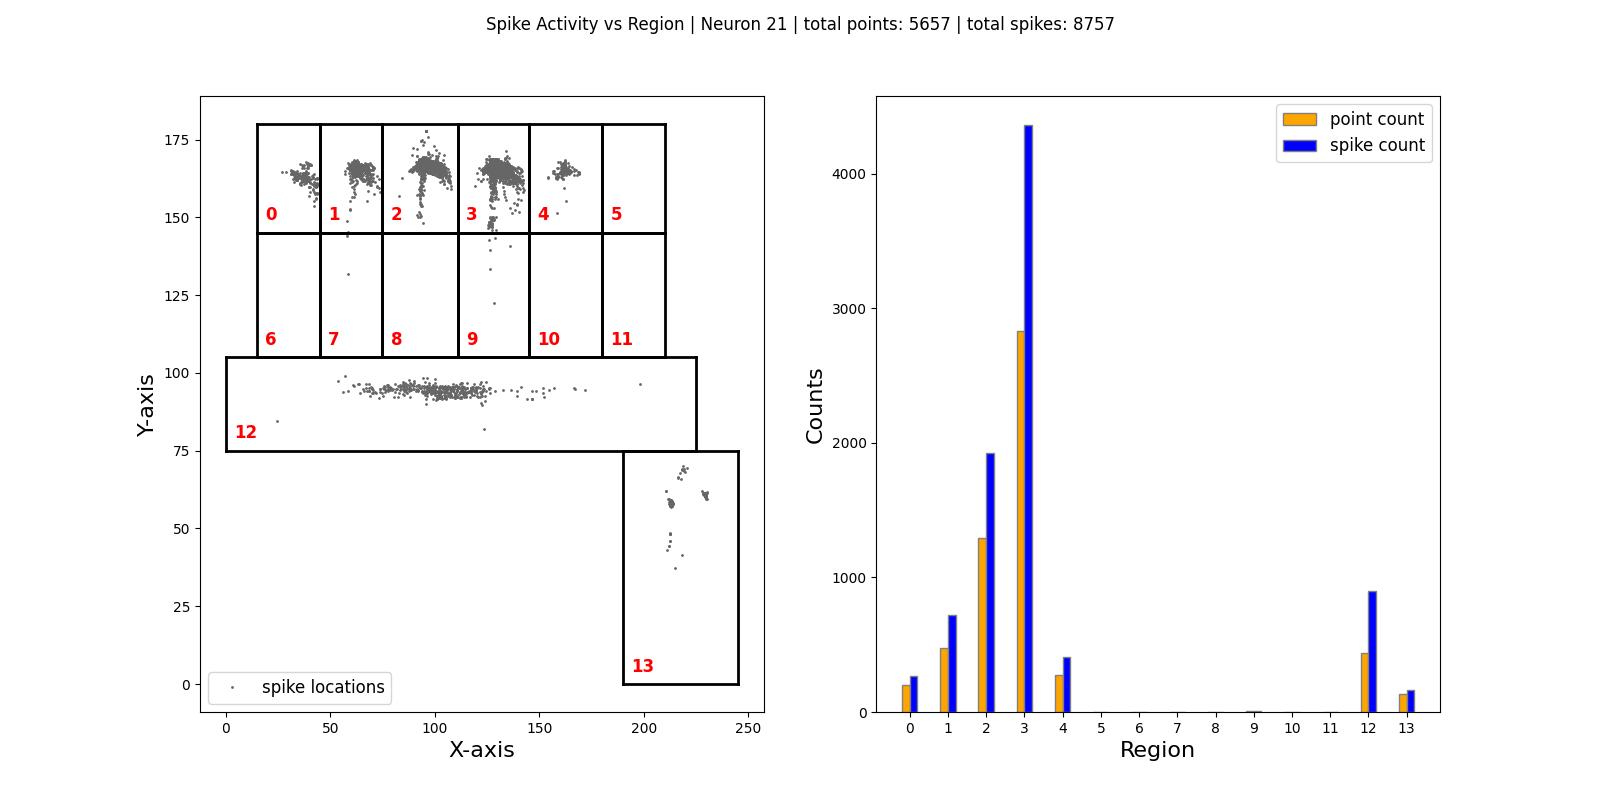 Spike Activity vs Region | Neuron 21 | total points: 5657 | total spikes: 8757
175
150
125
100
75
50
25
0
Y-axis
0 1 2 3 4 5
6 7 8 9 10 11
12
13
spike locations
0 50 100 150 200 250
X-axis
point count
spike count
4000
3000
2000
1000
0
Counts
0 1 2 3 4 5 6 7 8 9 10 11 12 13
Region